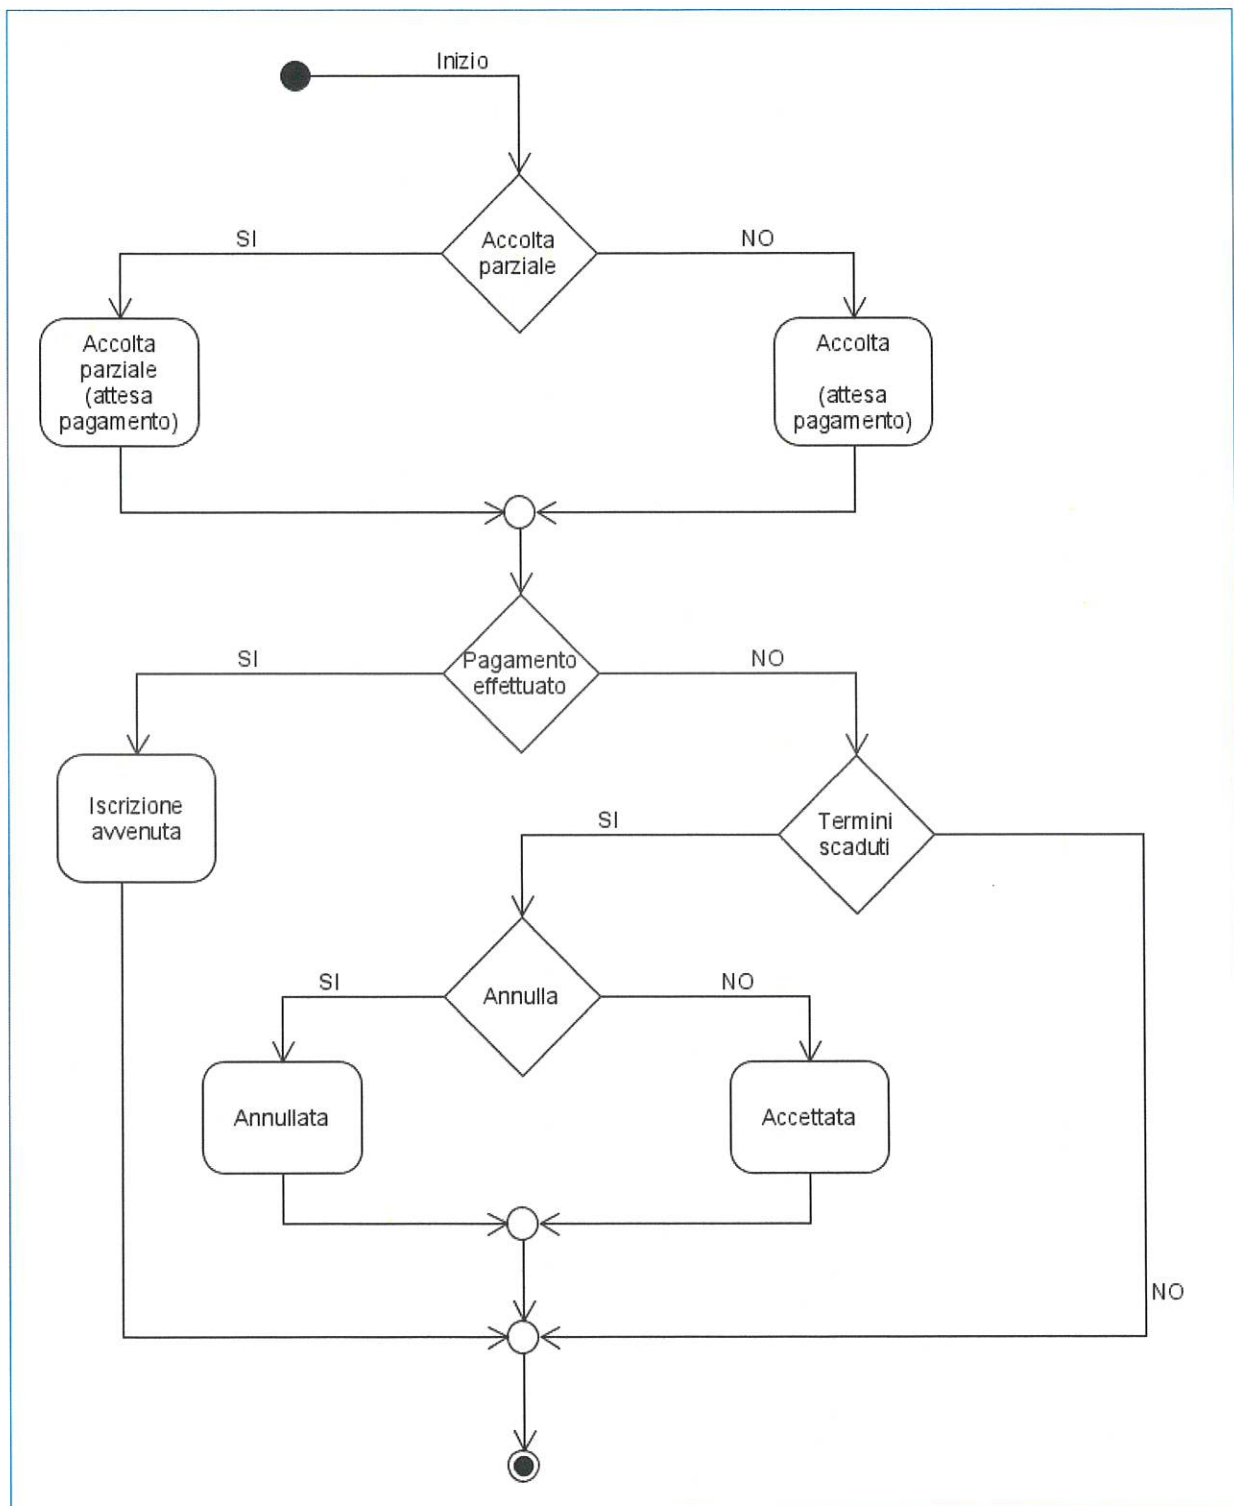 Inizio
SI
Accolta
parziale
NO
Accolta
parziale
(attesa
pagamento)
Accolta
(attesa
pagamento)
SI
Pagamento
effettuato
NO
Iscrizione
avvenuta
SI
Termini
scaduti
SI
Annulla
NO
Annullata
Accettata
NO